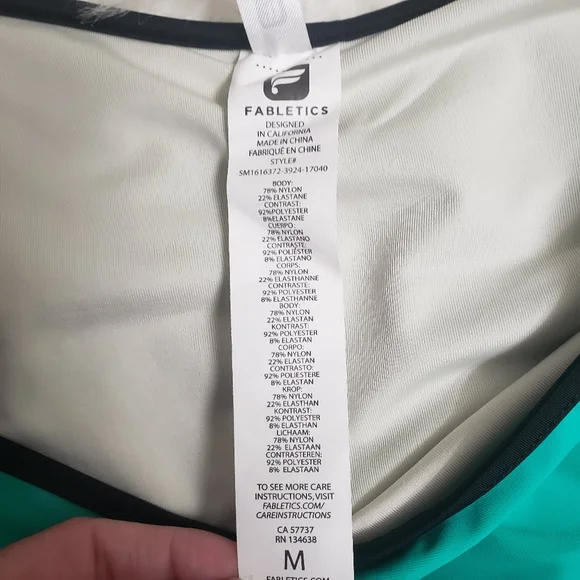 FABLETICS
DESIGNED
IN CALIFORNIA
MADE IN CHINA
FABRIQUÉ EN CHINE
STYLE#
SM1616372-3924-17040
BODY:
78% NYLON
22% ELASTANE
CONTRAST:
92%POLYESTER
8%ELASTANE
CUERPO:
78% NYLON
22% ELASTANO
CONTRASTE:
92% POLIÉSTER
8% ELASTANO
CORPS:
78% NYLON
22% ELASTHANNE
CONTRASTE:
92% POLYESTER
8% ELASTHANNE
BODY:
78% NYLON
22% ELASTAN
KONTRAST:
92% POLYESTER
8% ELASTAN
CORPO:
78% NYLON
22% ELASTAN
CONTRASTO:
92% POLIESTERE
8% ELASTAN
KROP:
78% NYLON
22% ELASTHAN
KONTRAST:
92% POLYESTER
8% ELASTHAN
LICHAAM:
78% NYLON
22% ELASTAAN
CONTRASTEREN:
92% POLYESTER
8% ELASTAAN
TO SEE MORE CARE
INSTRUCTIONS, VISIT
FABLETICS.COM/
CAREINSTRUCTIONS
CA 57737
RN 134638
M
FABLETICS.COM